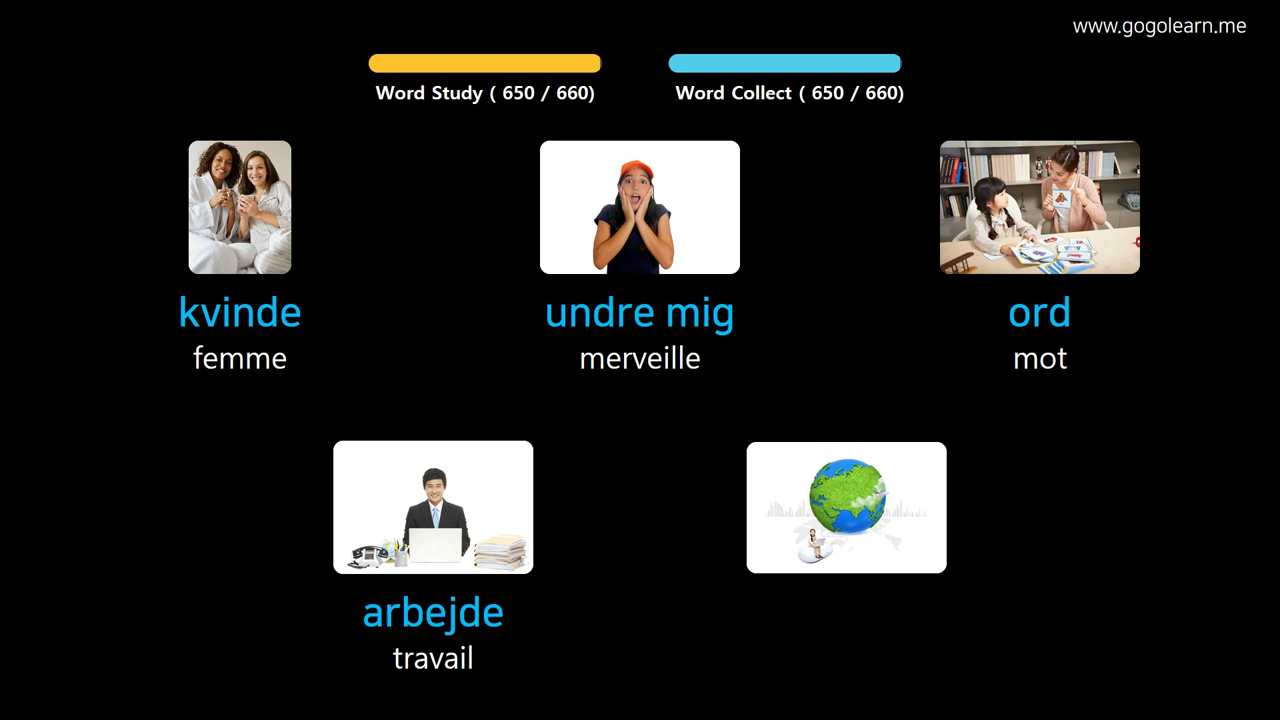 www.gogolearn.me
Word Study ( 650 / 660)
Word Collect ( 650 / 660)
kvinde
femme
undre mig
merveille
ord
mot
arbejde
travail